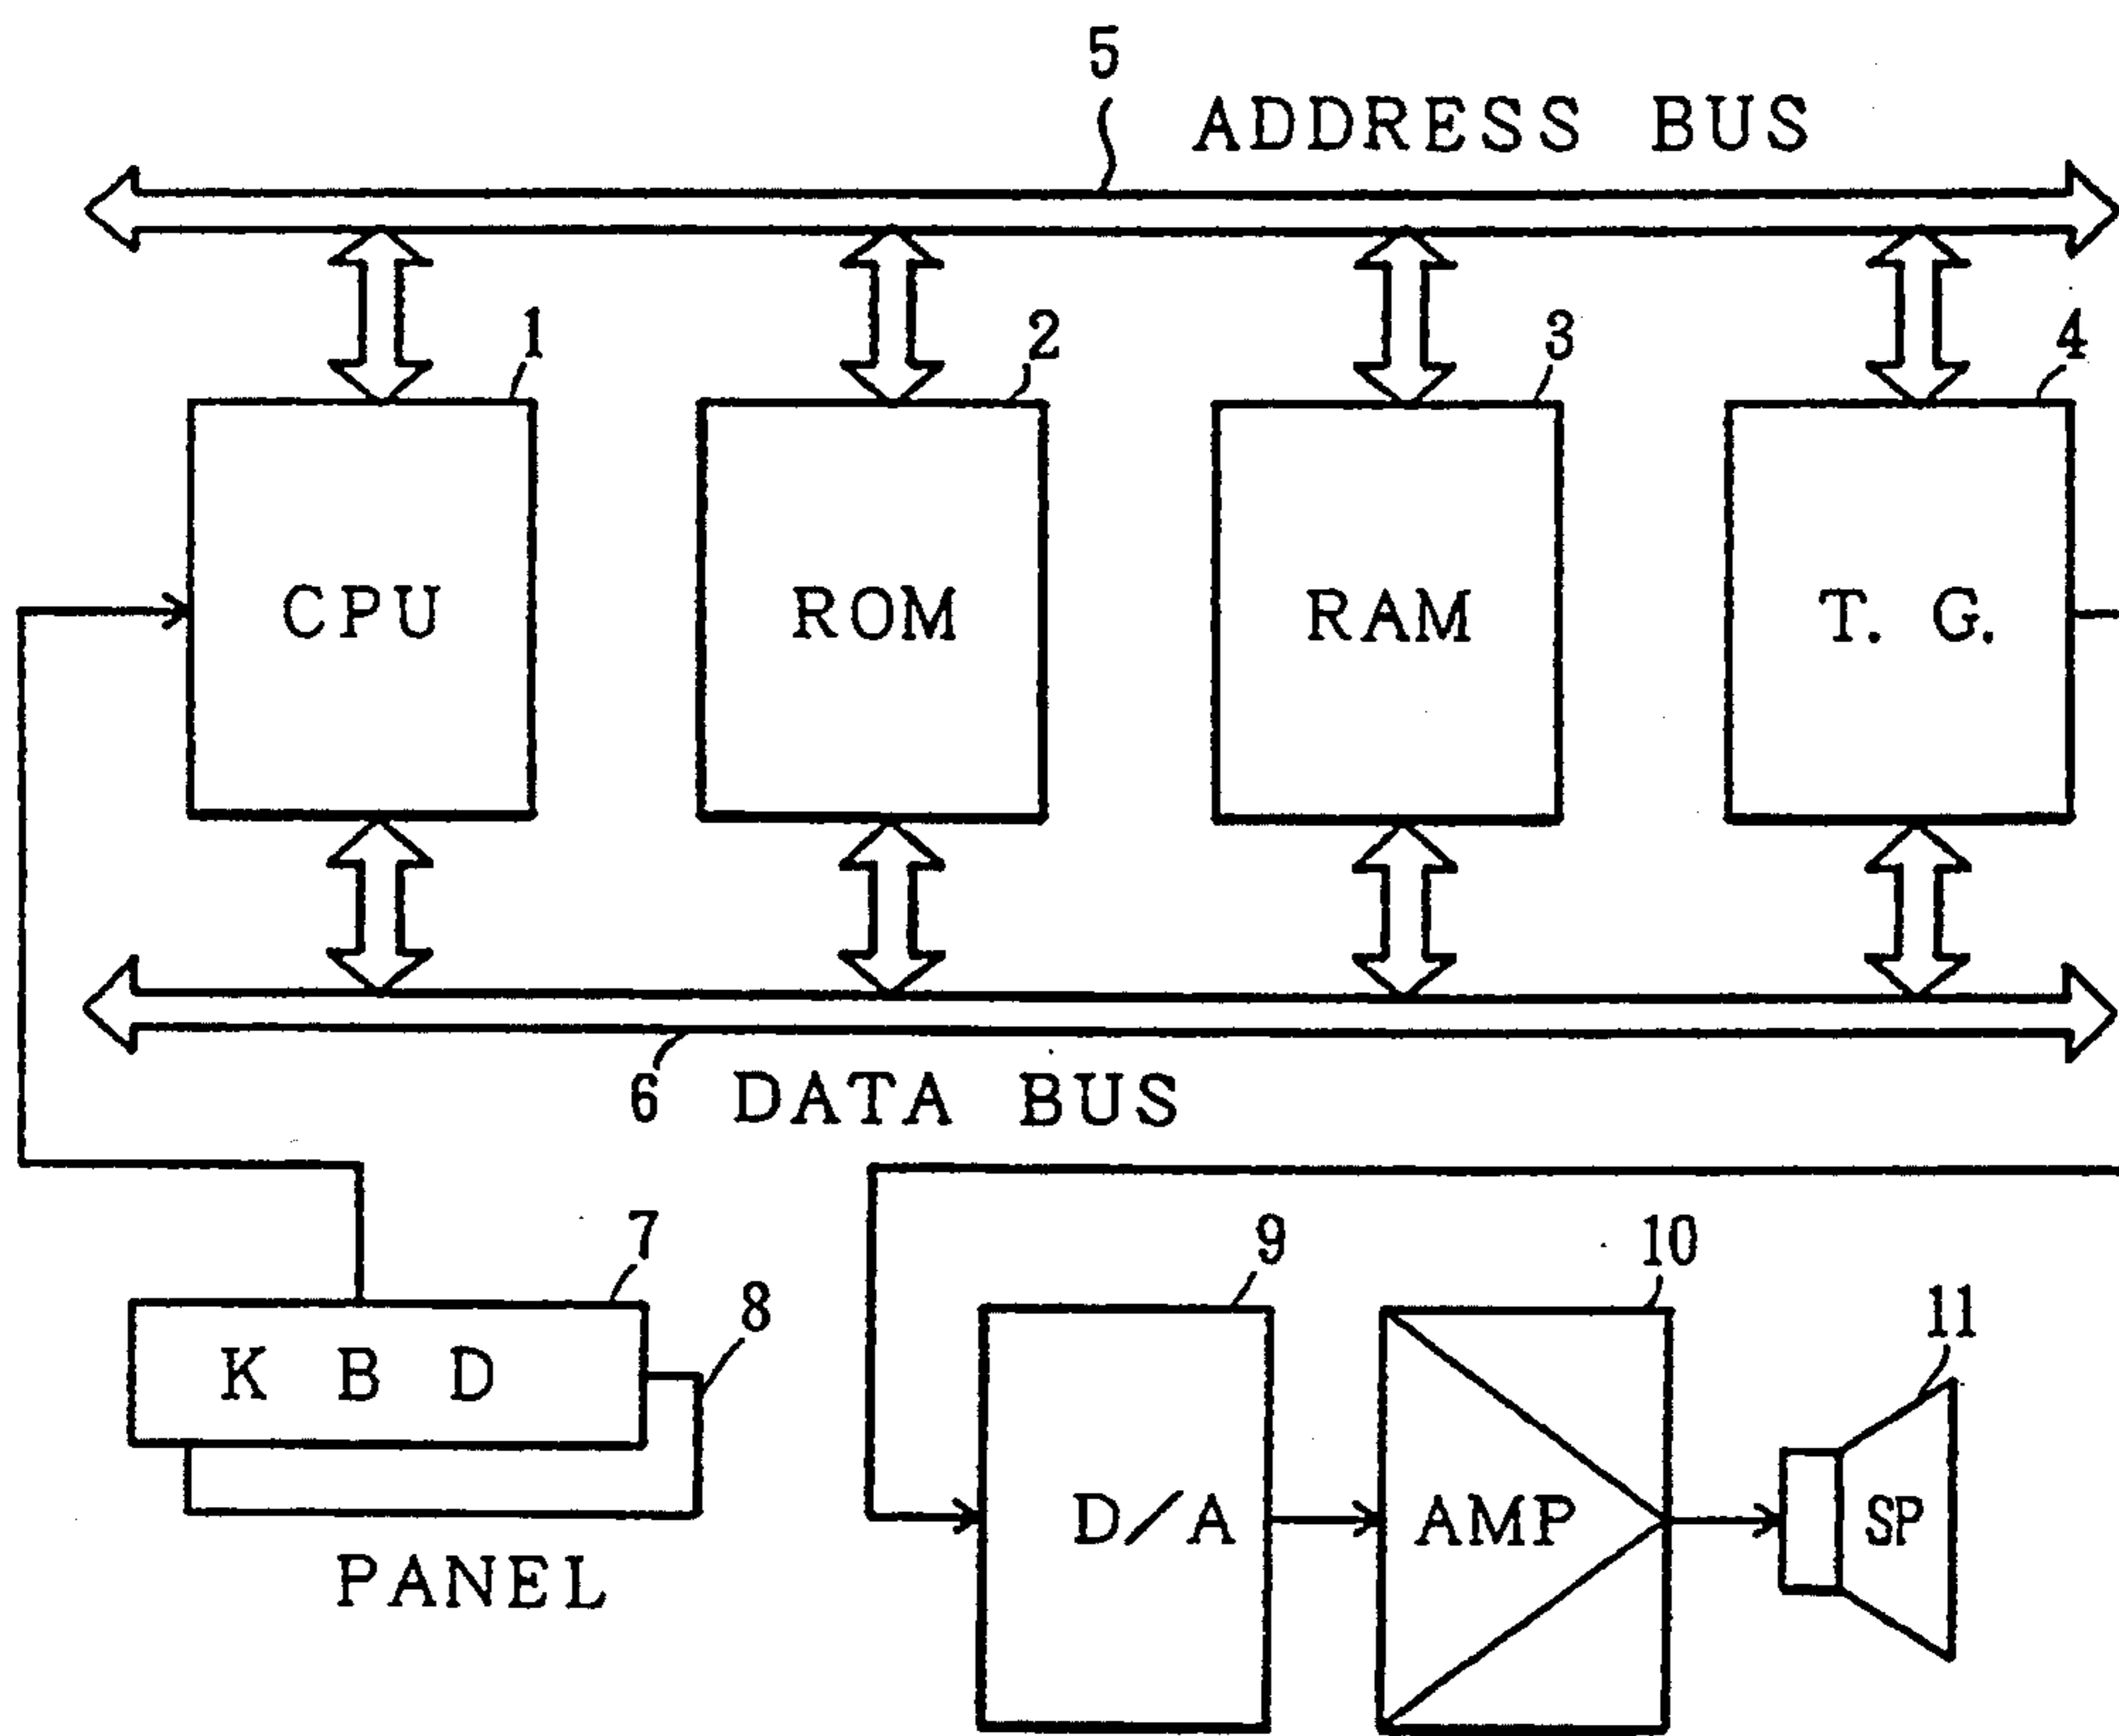 5
ADDRESS BUS
1
2
3
4
CPU
ROM
RAM
T. G.
6 DATA BUS
7
8
9
10
11
K B D
D/A
AMP
SP
PANEL